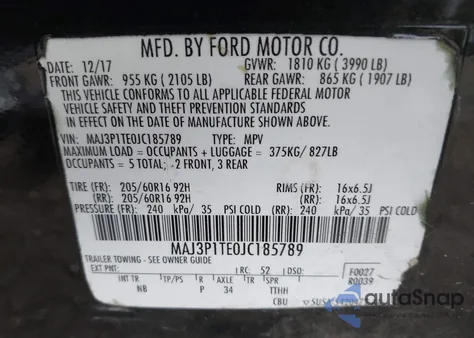 MFD. BY FORD MOTOR CO.
DATE: 12/17 GVWR: 1810 KG ( 3990 LB)
FRONT GAWR: 955 KG ( 2105 LB) REAR GAWR: 865 KG ( 1907 LB)
THIS VEHICLE CONFORMS TO ALL APPLICABLE FEDERAL MOTOR
VEHICLE SAFETY AND THEFT PREVENTION STANDARDS
IN EFFECT ON THE DATE OF MANUFACTURE SHOWN ABOVE.
VIN: MAJ3P1TE0JC185789 TYPE: MPV
MAXIMUM LOAD = OCCUPANTS + LUGGAGE = 375KG/ 827LB
OCCUPANTS = 5 TOTAL; -2 FRONT, 3 REAR
TIRE (FR): 205/60R16 92H RIMS (FR): 16x6.5J
(RR): 205/60R16 92H (RR): 16x6.5J
PRESSURE (FR): 240 kPa/ 35 PSI COLD (RR): 240 kPa/ 35 PSI COLD
MAJ3P1TE0JC185789
TRAILER TOWING - SEE OWNER GUIDE
EXT PNT: RC: 52 DSO: F0027
R0039
INT TR TP/PS R AXLE TR SPR
NB P 34 TTHH
CBU
autoSnap